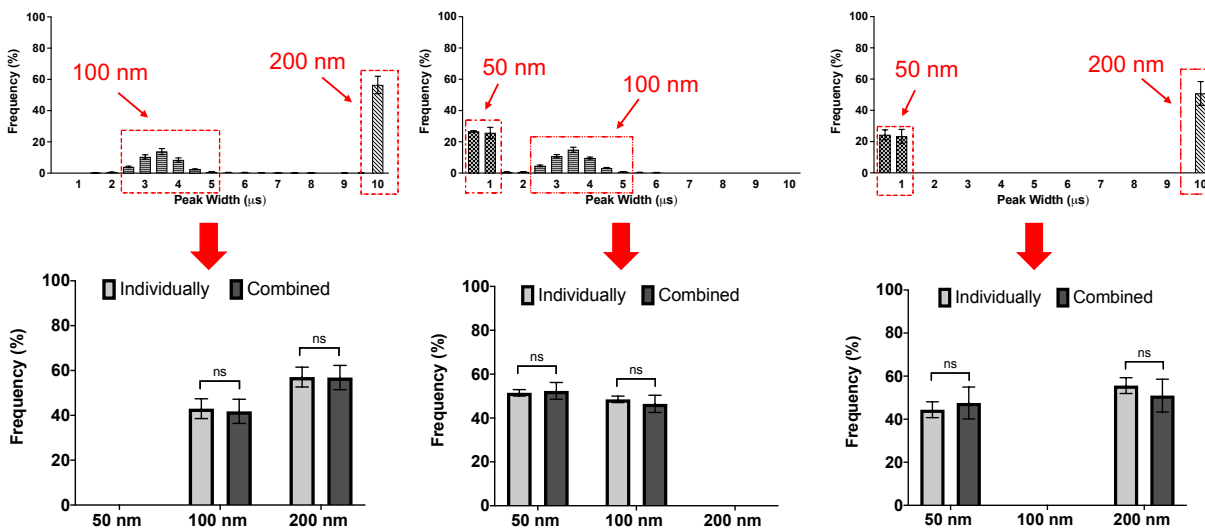 100
80
60
40
20
0
Frequency (%)
100 nm
200 nm
1 2 3 4 5 6 7 8 9 10
Peak Width (μs)
100
80
60
40
20
0
Frequency (%)
50 nm
100 nm
1 2 3 4 5 6 7 8 9 10
Peak Width (μs)
100
80
60
40
20
0
Frequency (%)
50 nm
200 nm
1 2 3 4 5 6 7 8 9 10
Peak Width (μs)
100
80
60
40
20
0
Frequency (%)
Individually Combined
ns
ns
50 nm 100 nm 200 nm
100
80
60
40
20
0
Frequency (%)
Individually Combined
ns
ns
50 nm 100 nm 200 nm
100
80
60
40
20
0
Frequency (%)
Individually Combined
ns
ns
50 nm 100 nm 200 nm